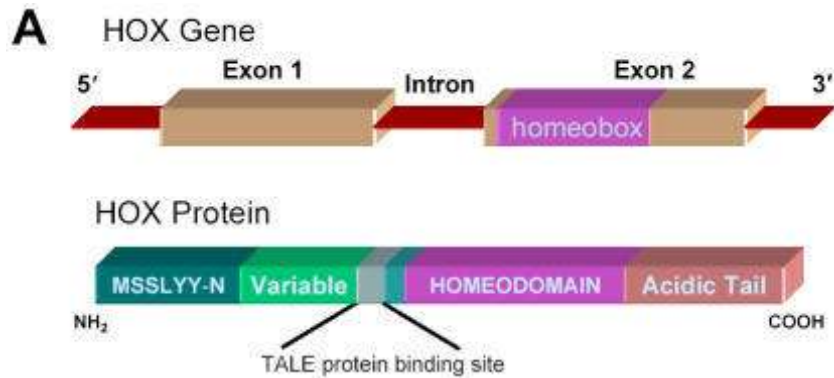 A
HOX Gene
5′ Exon 1 Intron Exon 2 3′
homeobox
HOX Protein
MSSLYY-N Variable HOMEODOMAIN Acidic Tail
NH₂ COOH
TALE protein binding site